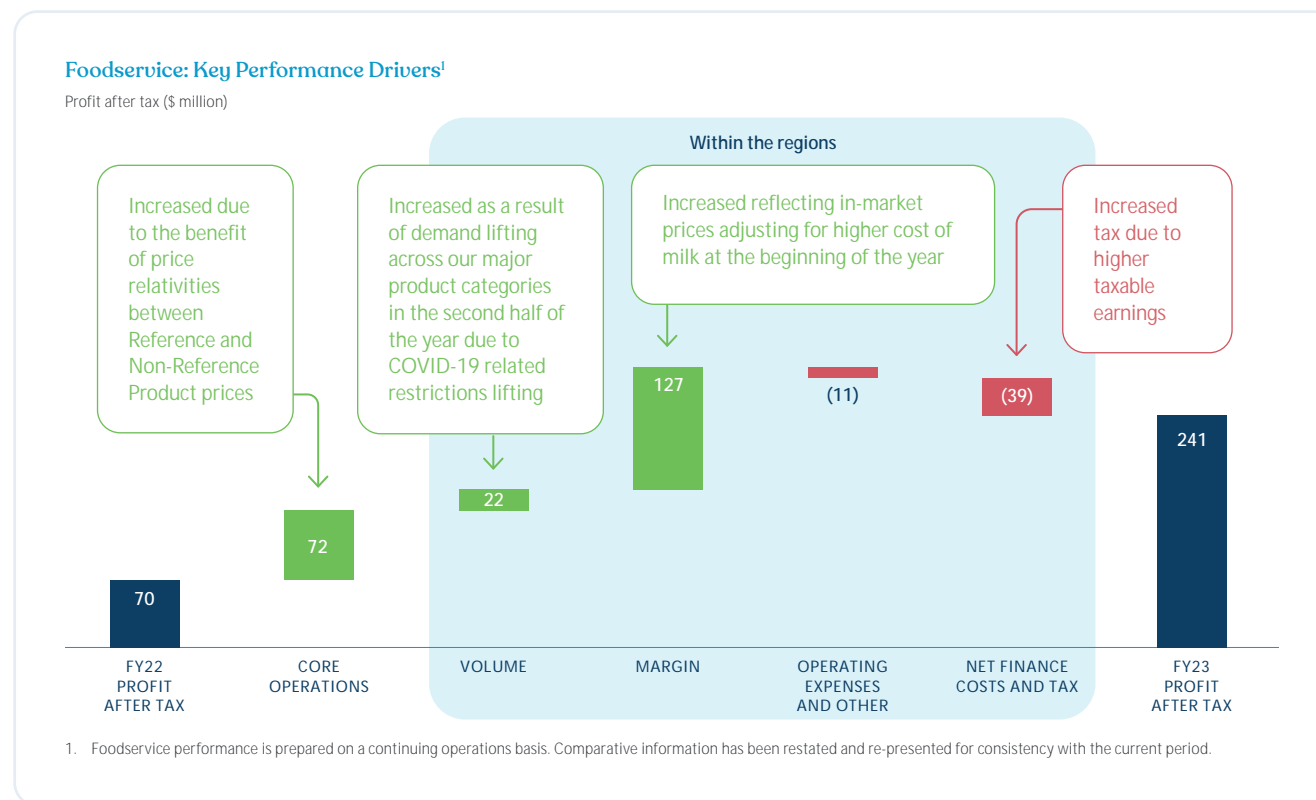 Foodservice: Key Performance Drivers¹
Profit after tax ($ million)
Within the regions
Increased due
to the benefit
of price
relativities
between
Reference and
Non-Reference
Product prices
Increased as a result
of demand lifting
across our major
product categories
in the second half of
the year due to
COVID-19 related
restrictions lifting
Increased reflecting in-market
prices adjusting for higher cost of
milk at the beginning of the year
Increased
tax due to
higher
taxable
earnings
70
72
22
127
(11)
(39)
241
FY22
PROFIT
AFTER TAX
CORE
OPERATIONS
VOLUME
MARGIN
OPERATING
EXPENSES
AND OTHER
NET FINANCE
COSTS AND TAX
FY23
PROFIT
AFTER TAX
1. Foodservice performance is prepared on a continuing operations basis. Comparative information has been restated and re-presented for consistency with the current period.